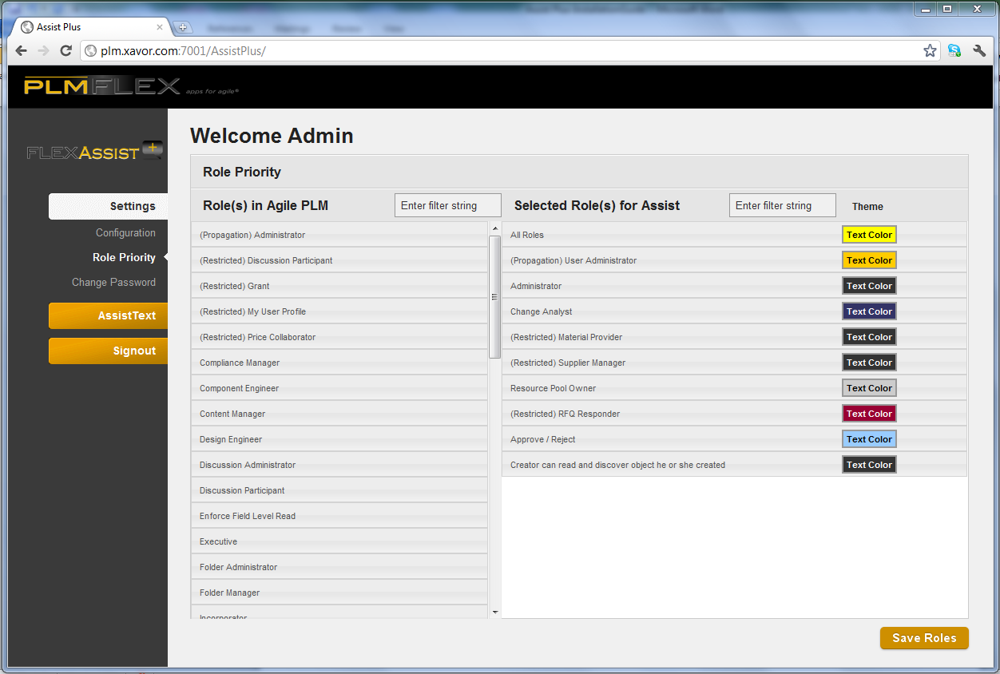 Assist Plus
plm.xavor.com:7001/AssistPlus/
PLMFLEX apps for agile®
FLEXASSIST +
Welcome Admin
Role Priority
Settings
Configuration
Role Priority
Change Password
AssistText
Signout
Role(s) in Agile PLM
Enter filter string
(Propagation) Administrator
(Restricted) Discussion Participant
(Restricted) Grant
(Restricted) My User Profile
(Restricted) Price Collaborator
Compliance Manager
Component Engineer
Content Manager
Design Engineer
Discussion Administrator
Discussion Participant
Enforce Field Level Read
Executive
Folder Administrator
Folder Manager
Incorporator
Selected Role(s) for Assist
Enter filter string
Theme
All Roles Text Color
(Propagation) User Administrator Text Color
Administrator Text Color
Change Analyst Text Color
(Restricted) Material Provider Text Color
(Restricted) Supplier Manager Text Color
Resource Pool Owner Text Color
(Restricted) RFQ Responder Text Color
Approve / Reject Text Color
Creator can read and discover object he or she created Text Color
Save Roles